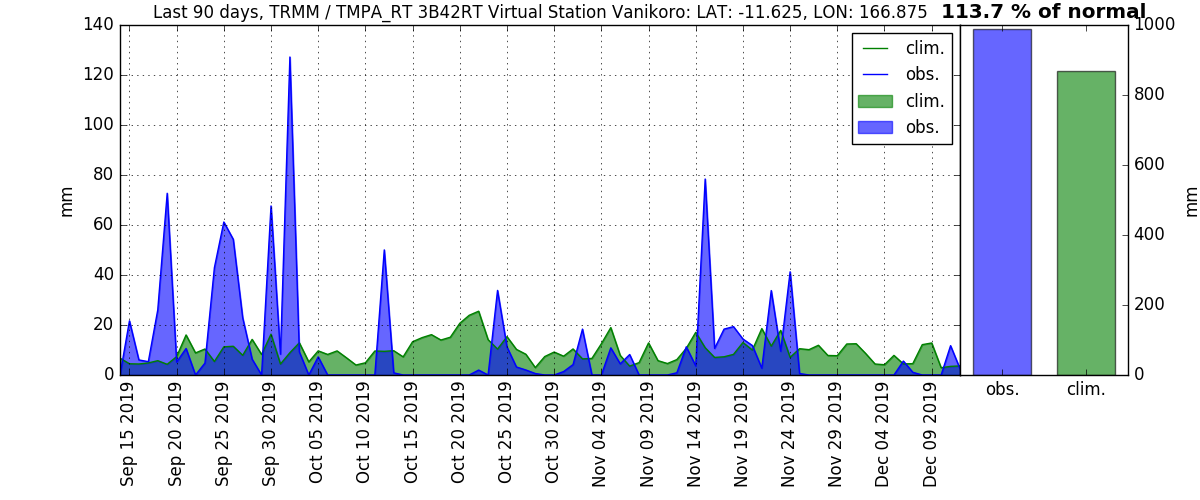 Last 90 days, TRMM / TMPA_RT 3B42RT Virtual Station Vanikoro: LAT: -11.625, LON: 166.875 113.7 % of normal
140
120
100
80
60
40
20
0
mm
clim.
obs.
clim.
obs.
1000
800
600
400
200
0
mm
obs.
clim.
Sep 15 2019
Sep 20 2019
Sep 25 2019
Sep 30 2019
Oct 05 2019
Oct 10 2019
Oct 15 2019
Oct 20 2019
Oct 25 2019
Oct 30 2019
Nov 04 2019
Nov 09 2019
Nov 14 2019
Nov 19 2019
Nov 24 2019
Nov 29 2019
Dec 04 2019
Dec 09 2019